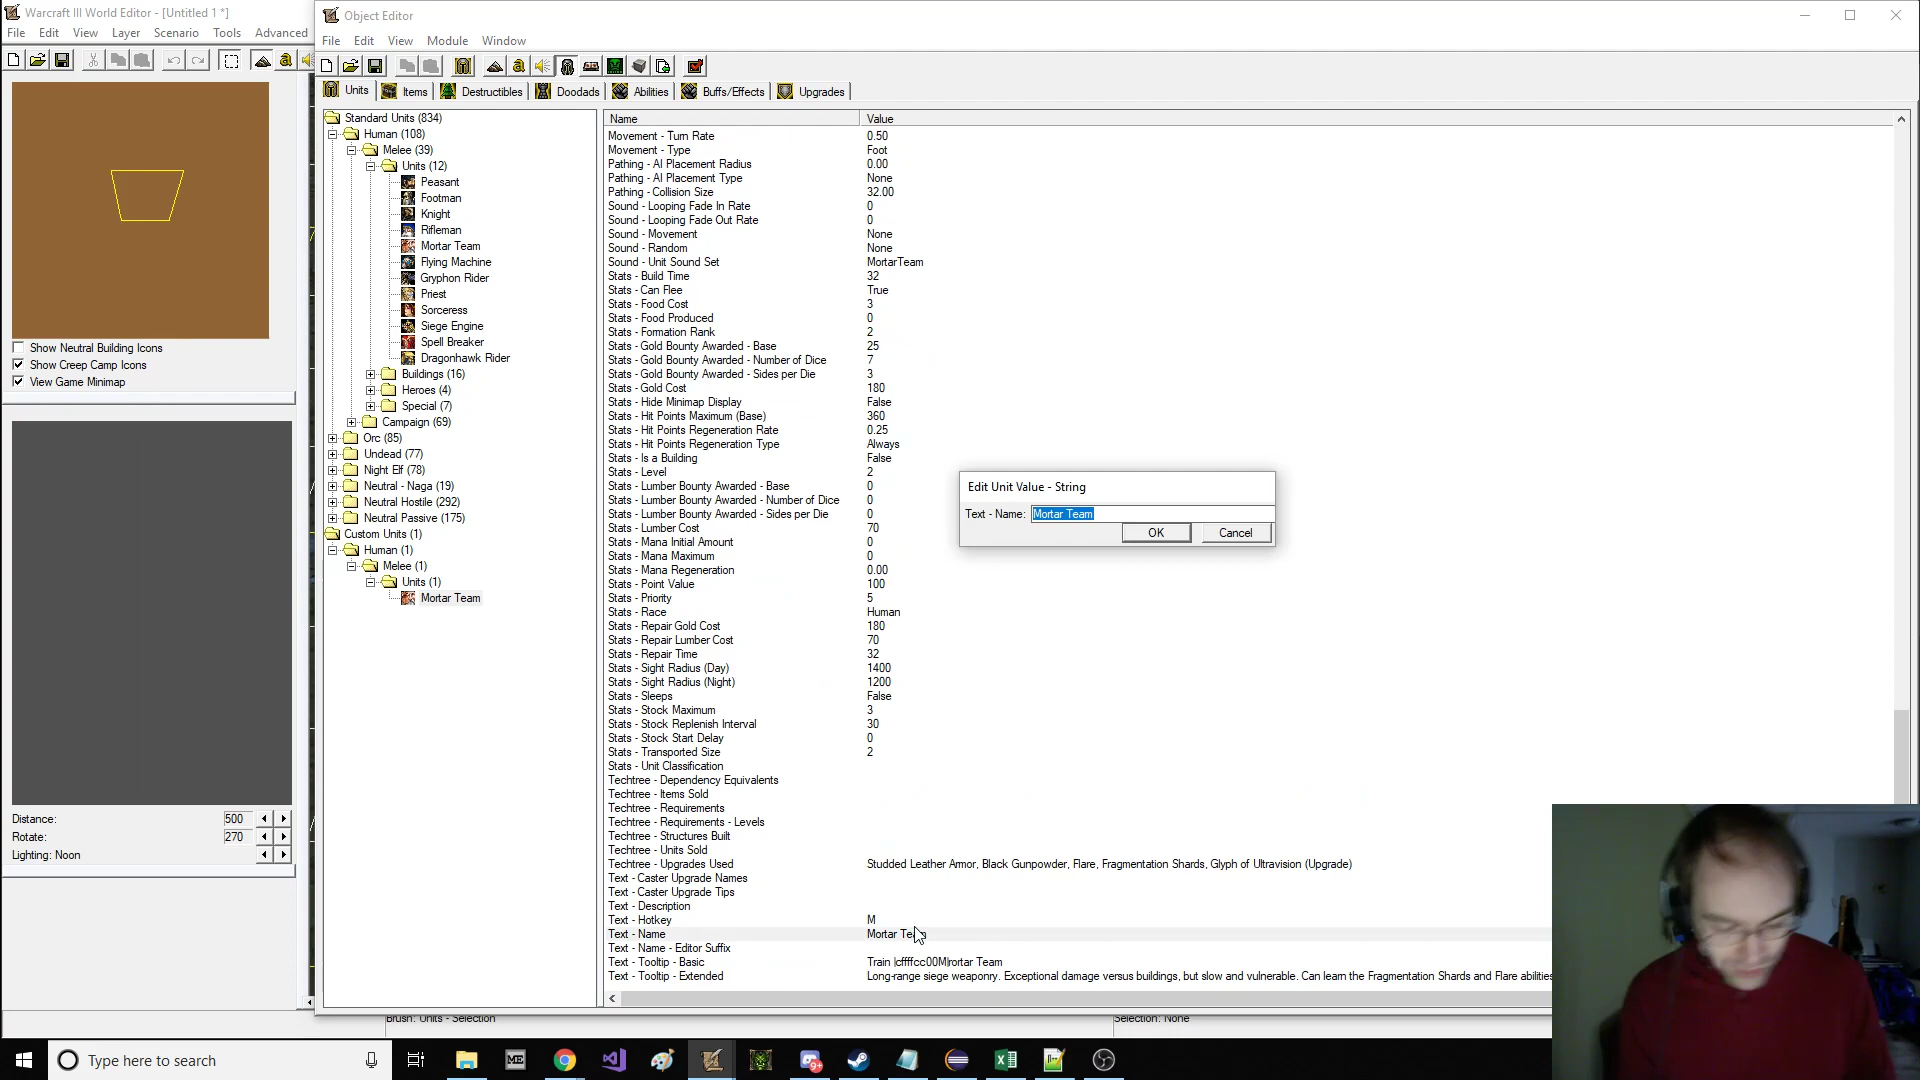 Warcraft III World Editor - [Untitled 1 *]
File Edit View Layer Scenario Tools Advanced
Show Neutral Building Icons
Show Creep Camp Icons
View Game Minimap
Distance: 500
Rotate: 270
Lighting: Noon
Object Editor
File Edit View Module Window
Units Items Destructibles Doodads Abilities Buffs/Effects Upgrades
Standard Units (834)
Human (108)
Melee (39)
Units (12)
Peasant
Footman
Knight
Rifleman
Mortar Team
Flying Machine
Gryphon Rider
Priest
Sorceress
Siege Engine
Spell Breaker
Dragonhawk Rider
Buildings (16)
Heroes (4)
Special (7)
Campaign (69)
Orc (85)
Undead (77)
Night Elf (78)
Neutral - Naga (19)
Neutral Hostile (292)
Neutral Passive (175)
Custom Units (1)
Human (1)
Melee (1)
Units (1)
Mortar Team
Name Value
Movement - Turn Rate 0.50
Movement - Type Foot
Pathing - AI Placement Radius 0.00
Pathing - AI Placement Type None
Pathing - Collision Size 32.00
Sound - Looping Fade In Rate 0
Sound - Looping Fade Out Rate 0
Sound - Movement None
Sound - Random None
Sound - Unit Sound Set MortarTeam
Stats - Build Time 32
Stats - Can Flee True
Stats - Food Cost 3
Stats - Food Produced 0
Stats - Formation Rank 2
Stats - Gold Bounty Awarded - Base 25
Stats - Gold Bounty Awarded - Number of Dice 7
Stats - Gold Bounty Awarded - Sides per Die 3
Stats - Gold Cost 180
Stats - Hide Minimap Display False
Stats - Hit Points Maximum (Base) 360
Stats - Hit Points Regeneration Rate 0.25
Stats - Hit Points Regeneration Type Always
Stats - Is a Building False
Stats - Level 2
Stats - Lumber Bounty Awarded - Base 0
Stats - Lumber Bounty Awarded - Number of Dice 0
Stats - Lumber Bounty Awarded - Sides per Die 0
Stats - Lumber Cost 70
Stats - Mana Initial Amount 0
Stats - Mana Maximum 0
Stats - Mana Regeneration 0.00
Stats - Point Value 100
Stats - Priority 5
Stats - Race Human
Stats - Repair Gold Cost 180
Stats - Repair Lumber Cost 70
Stats - Repair Time 32
Stats - Sight Radius (Day) 1400
Stats - Sight Radius (Night) 1200
Stats - Sleeps False
Stats - Stock Maximum 3
Stats - Stock Replenish Interval 30
Stats - Stock Start Delay 0
Stats - Transported Size 2
Stats - Unit Classification
Techtree - Dependency Equivalents
Techtree - Items Sold
Techtree - Requirements
Techtree - Requirements - Levels
Techtree - Structures Built
Techtree - Units Sold
Techtree - Upgrades Used Studded Leather Armor, Black Gunpowder, Flare, Fragmentation Shards, Glyph of Ultravision (Upgrade)
Text - Caster Upgrade Names
Text - Caster Upgrade Tips
Text - Description
Text - Hotkey M
Text - Name Mortar Team
Text - Name - Editor Suffix
Text - Tooltip - Basic Train |cffffcc00M|rortar Team
Text - Tooltip - Extended Long-range siege weaponry. Exceptional damage versus buildings, but slow and vulnerable. Can learn the Fragmentation Shards and Flare abilities
Edit Unit Value - String
Text - Name: Mortar Team
OK Cancel
Brush: Units - Selection Selection: None
Type here to search